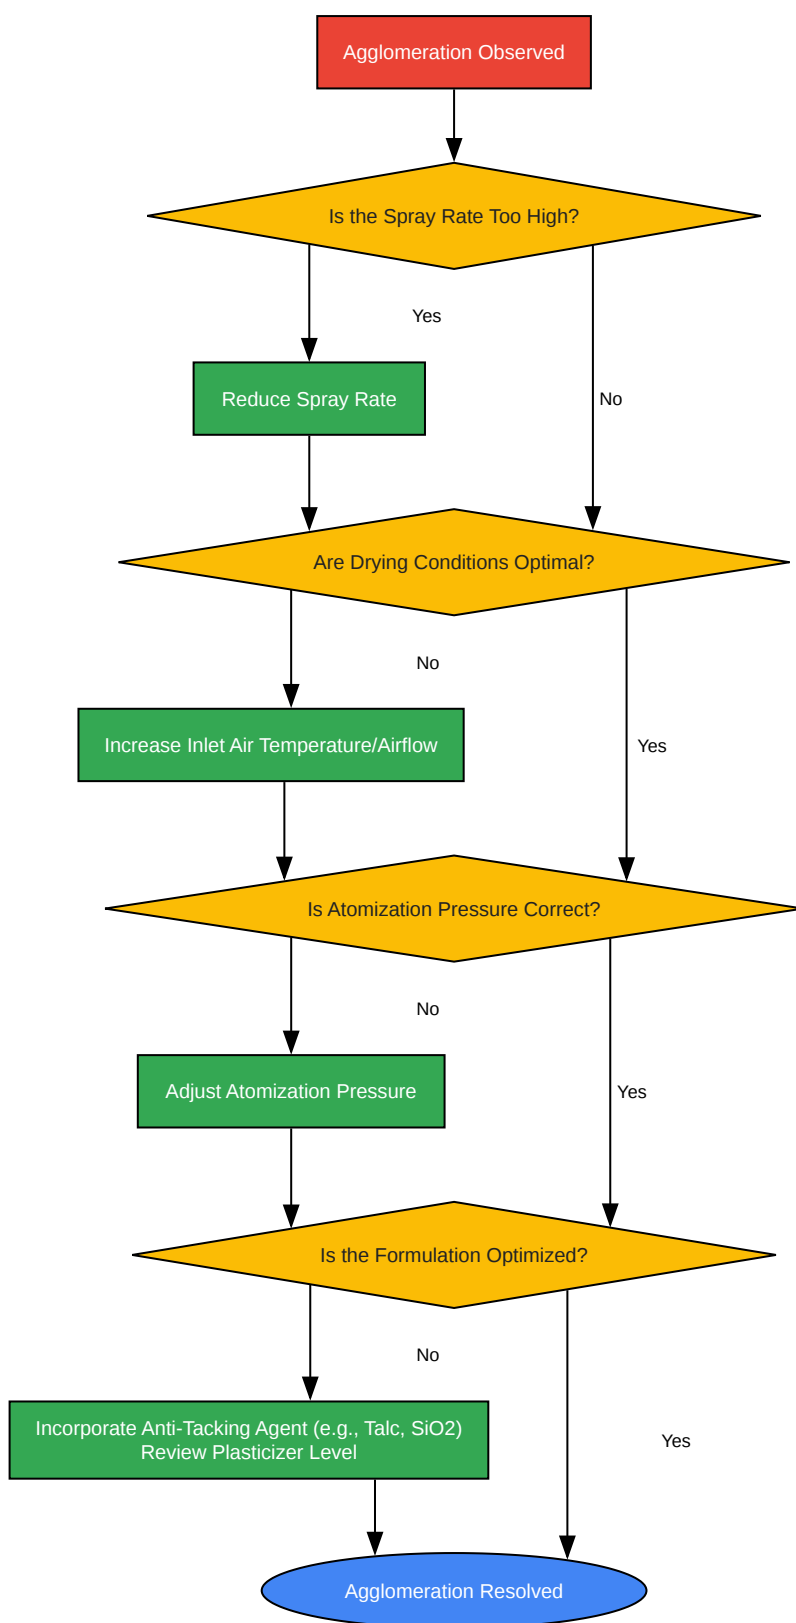 Agglomeration Observed
Is the Spray Rate Too High?
Yes
Reduce Spray Rate
No
Are Drying Conditions Optimal?
No
Increase Inlet Air Temperature/Airflow
Yes
Is Atomization Pressure Correct?
No
Adjust Atomization Pressure
Yes
Is the Formulation Optimized?
No
Incorporate Anti-Tacking Agent (e.g., Talc, SiO2)
Review Plasticizer Level
Yes
Agglomeration Resolved